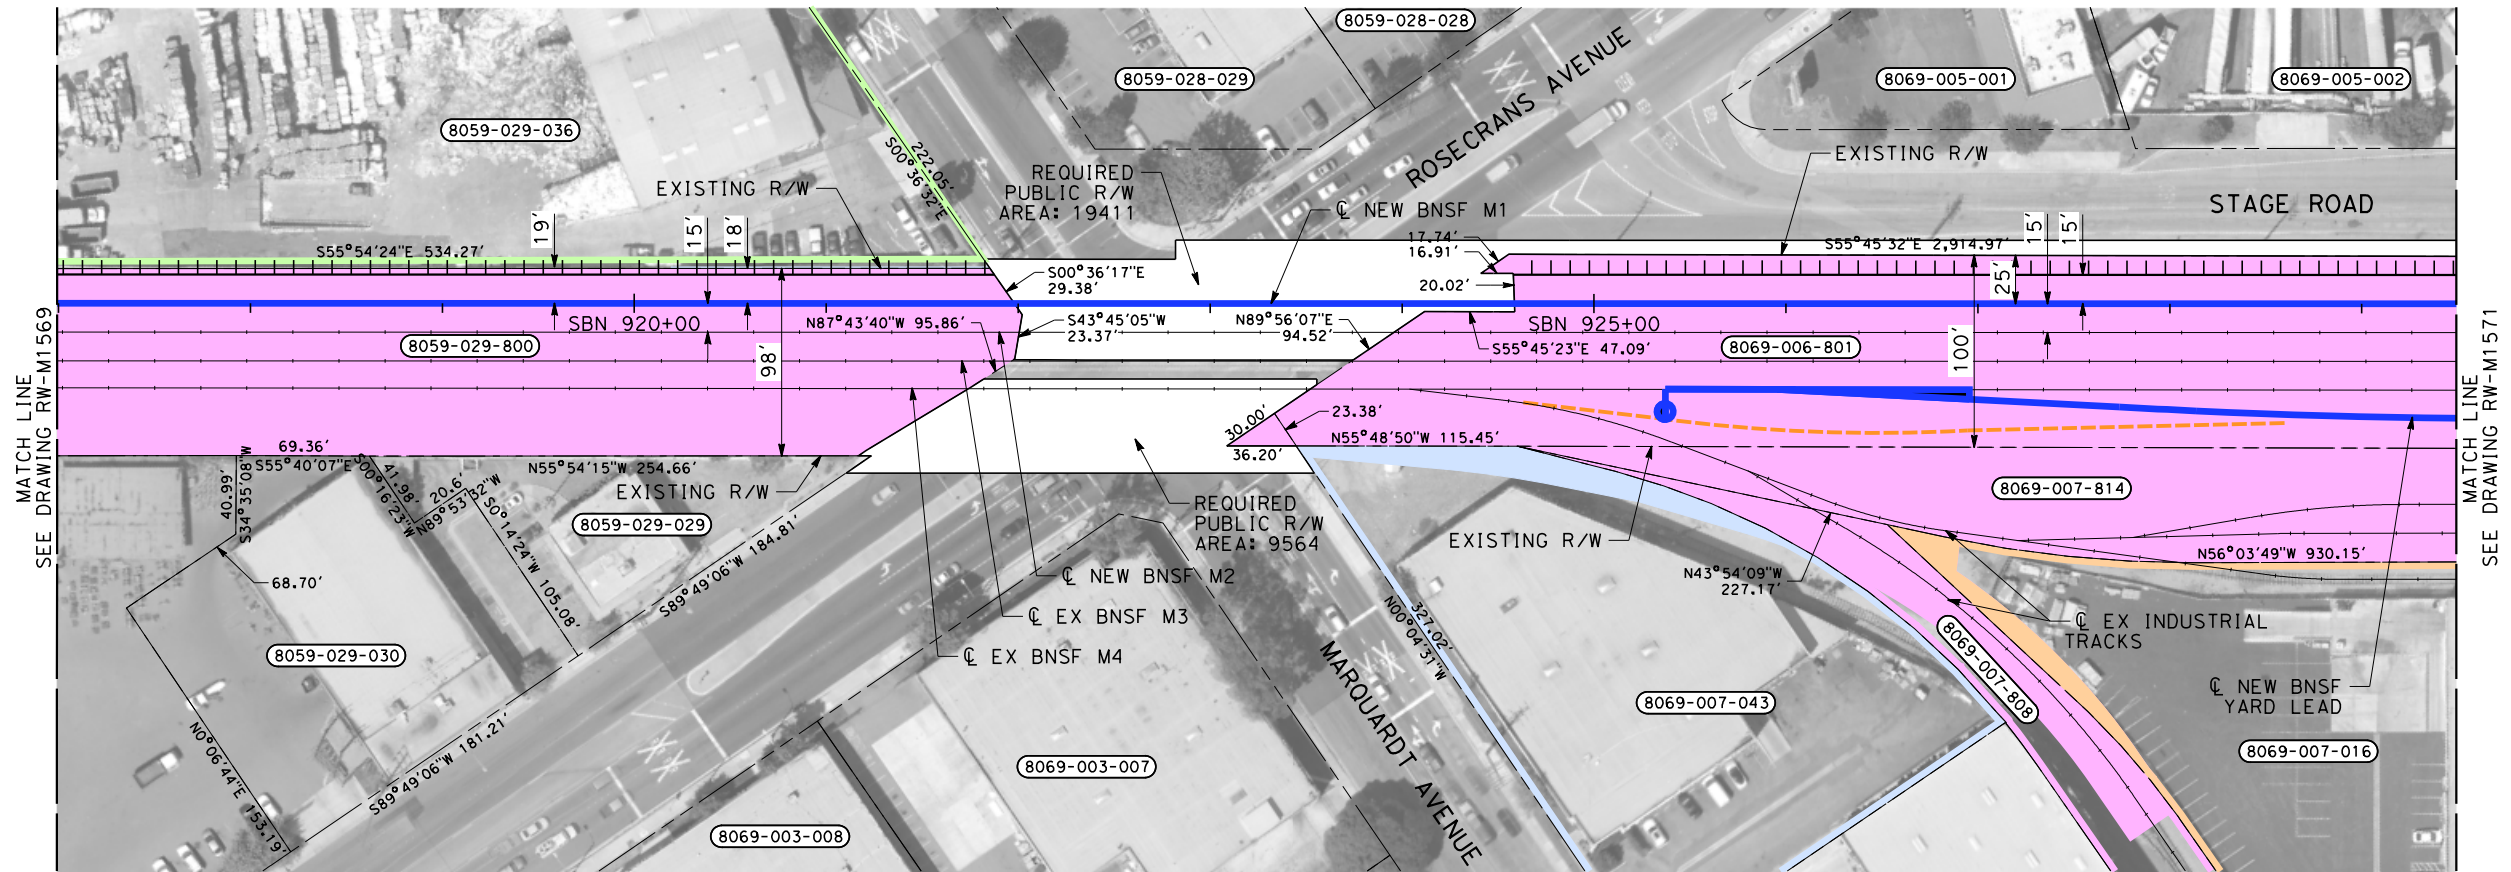 8059-028-028
8059-028-029
8069-005-001
8069-005-002
8059-029-036
ROSECRANS AVENUE
222.05'
S00°36'32"E
REQUIRED
PUBLIC R/W
AREA: 19411
EXISTING R/W
EXISTING R/W
STAGE ROAD
℄ NEW BNSF M1
S55°54'24"E 534.27'
19'
15'
18'
17.74'
16.91'
S55°45'32"E 2,914.97'
15'
15'
S00°36'17"E
29.38'
20.02'
25'
SBN 920+00
N87°43'40"W 95.86'
S43°45'05"W
23.37'
N89°56'07"E
94.52'
SBN 925+00
8059-029-800
98'
S55°45'23"E 47.09'
8069-006-801
100'
MATCH LINE
SEE DRAWING RW-M1569
MATCH LINE
SEE DRAWING RW-M1571
30.00'
23.38'
N55°48'50"W 115.45'
36.20'
69.36'
S55°40'07"E
40.99'
S34°35'08"W
S00°16'23"W
41.98'
20.6'
N89°53'32"W
N55°54'15"W 254.66'
EXISTING R/W
8059-029-029
S0°14'24"W 105.08'
S89°49'06"W 184.81'
REQUIRED
PUBLIC R/W
AREA: 9564
8069-007-814
EXISTING R/W
N56°03'49"W 930.15'
N43°54'09"W
227.17'
68.70'
℄ NEW BNSF M2
℄ EX BNSF M3
℄ EX BNSF M4
8059-029-030
327.02'
N00°04'31"W
MARQUARDT AVENUE
℄ EX INDUSTRIAL
TRACKS
8069-007-808
℄ NEW BNSF
YARD LEAD
8069-007-043
8069-007-016
N0°06'44"E 153.19'
S89°49'06"W 181.21'
8069-003-007
8069-003-008